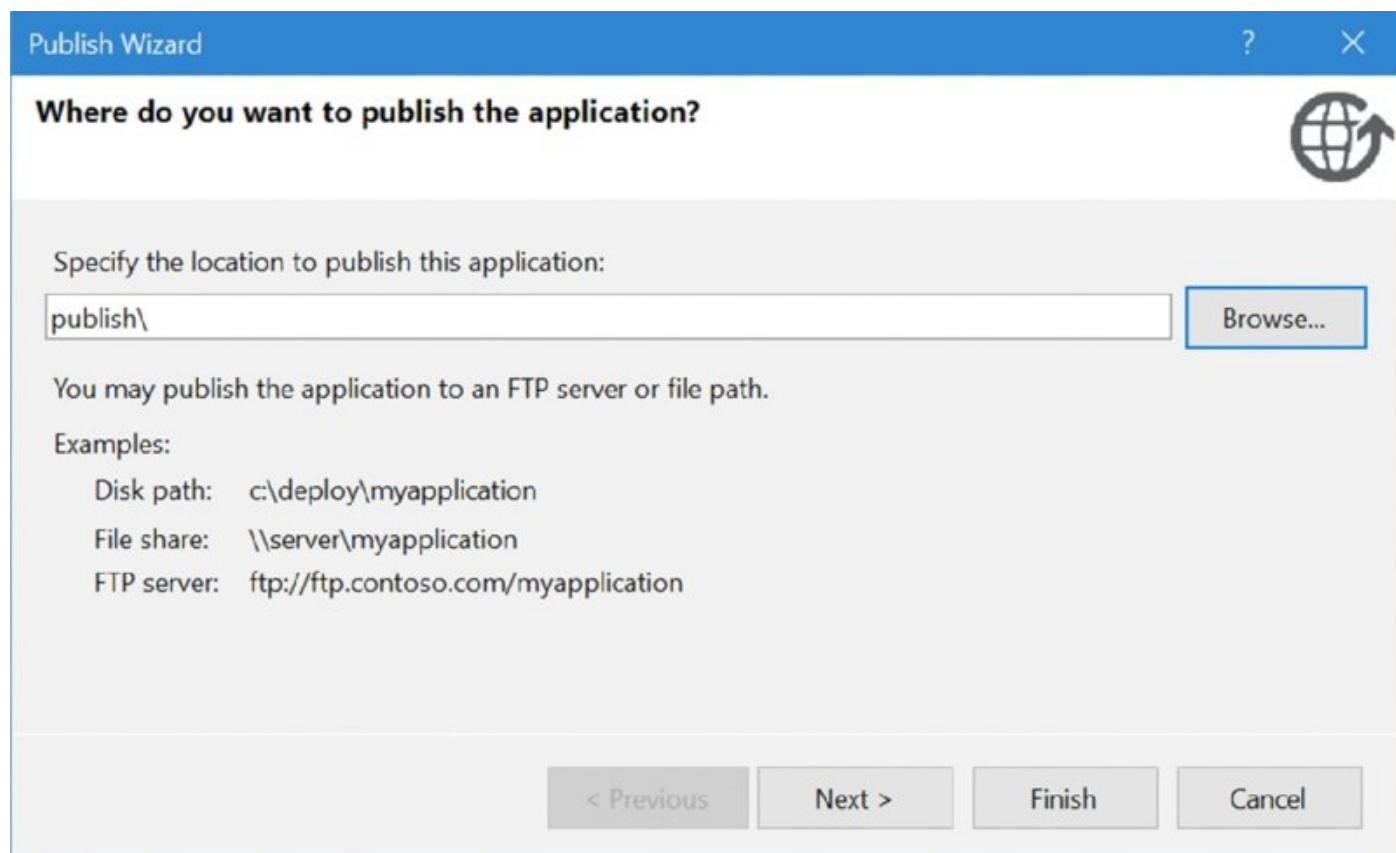 Publish Wizard
?
Where do you want to publish the application?
Specify the location to publish this application:
publish\
Browse...
You may publish the application to an FTP server or file path.
Examples:
Disk path: c:\deploy\myapplication
File share: \\server\myapplication
FTP server: ftp://ftp.contoso.com/myapplication
< Previous Next > Finish Cancel